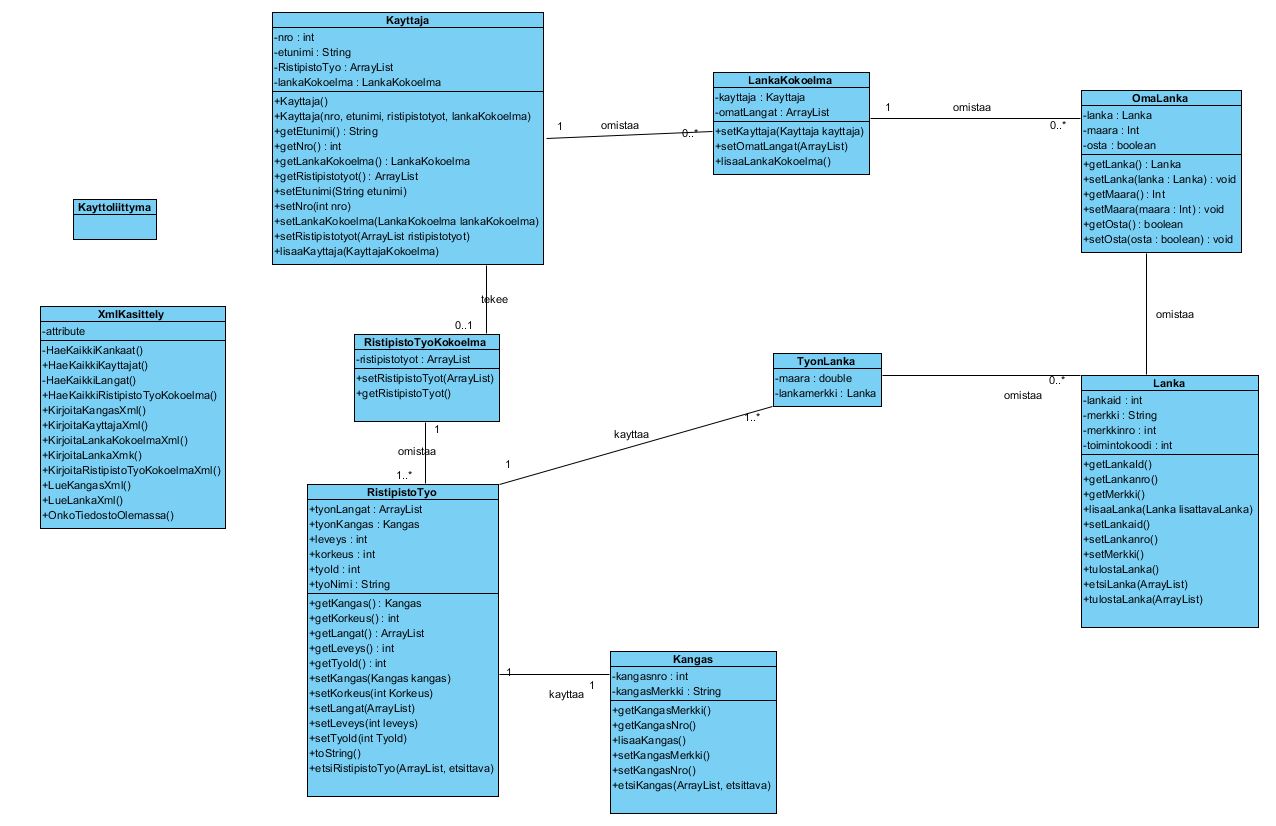 Kayttaja
-nro : int
-etunimi : String
-RistipistoTyo : ArrayList
-lankaKokoelma : LankaKokoelma
+Kayttaja()
+Kayttaja(nro, etunimi, ristipistotyot, lankaKokoelma)
+getEtunimi() : String
+getNro() : int
+getLankaKokoelma() : LankaKokoelma
+getRistipistotyot() : ArrayList
+setEtunimi(String etunimi)
+setNro(int nro)
+setLankaKokoelma(LankaKokoelma lankaKokoelma)
+setRistipistotyot(ArrayList ristipistotyot)
+lisaaKayttaja(KayttajaKokoelma)
1
omistaa
0..*
LankaKokoelma
-kayttaja : Kayttaja
-omatLangat : ArrayList
+setKayttaja(Kayttaja kayttaja)
+setOmatLangat(ArrayList)
+lisaaLankaKokoelma()
1
omistaa
0..*
OmaLanka
-lanka : Lanka
-maara : Int
-osta : boolean
+getLanka() : Lanka
+setLanka(lanka : Lanka) : void
+getMaara() : Int
+setMaara(maara : Int) : void
+getOsta() : boolean
+setOsta(osta : boolean) : void
Kayttoliittyma
XmlKasittely
-attribute
-HaeKaikkiKankaat()
+HaeKaikkiKayttajat()
-HaeKaikkiLangat()
+HaeKaikkiRistipistoTyoKokoelma()
+KirjoitaKangasXml()
+KirjoitaKayttajaXml()
+KirjoitaLankaKokoelmaXml()
+KirjoitaLankaXmk()
+KirjoitaRistipistoTyoKokoelmaXml()
+LueKangasXml()
+LueLankaXml()
+OnkoTiedostoOlemassa()
tekee
0..1
RistipistoTyoKokoelma
-ristipistotyot : ArrayList
+setRistipistoTyot(ArrayList)
+getRistipistoTyot()
1
omistaa
1..*
omistaa
TyonLanka
-maara : double
-lankamerkki : Lanka
0..*
omistaa
1..*
kayttaa
1
Lanka
-lankaid : int
-merkki : String
-merkkinro : int
-toimintokoodi : int
+getLankaId()
+getLankanro()
+getMerkki()
+lisaaLanka(Lanka lisattavaLanka)
+setLankaid()
+setLankanro()
+setMerkki()
+tulostaLanka()
+etsiLanka(ArrayList)
+tulostaLanka(ArrayList)
RistipistoTyo
+tyonLangat : ArrayList
+tyonKangas : Kangas
+leveys : int
+korkeus : int
+tyoId : int
+tyoNimi : String
+getKangas() : Kangas
+getKorkeus() : int
+getLangat() : ArrayList
+getLeveys() : int
+getTyoId() : int
+setKangas(Kangas kangas)
+setKorkeus(int Korkeus)
+setLangat(ArrayList)
+setLeveys(int leveys)
+setTyoId(int TyoId)
+toString()
+etsiRistipistoTyo(ArrayList, etsittava)
1
kayttaa
1
Kangas
-kangasnro : int
-kangasMerkki : String
+getKangasMerkki()
+getKangasNro()
+lisaaKangas()
+setKangasMerkki()
+setKangasNro()
+etsiKangas(ArrayList, etsittava)